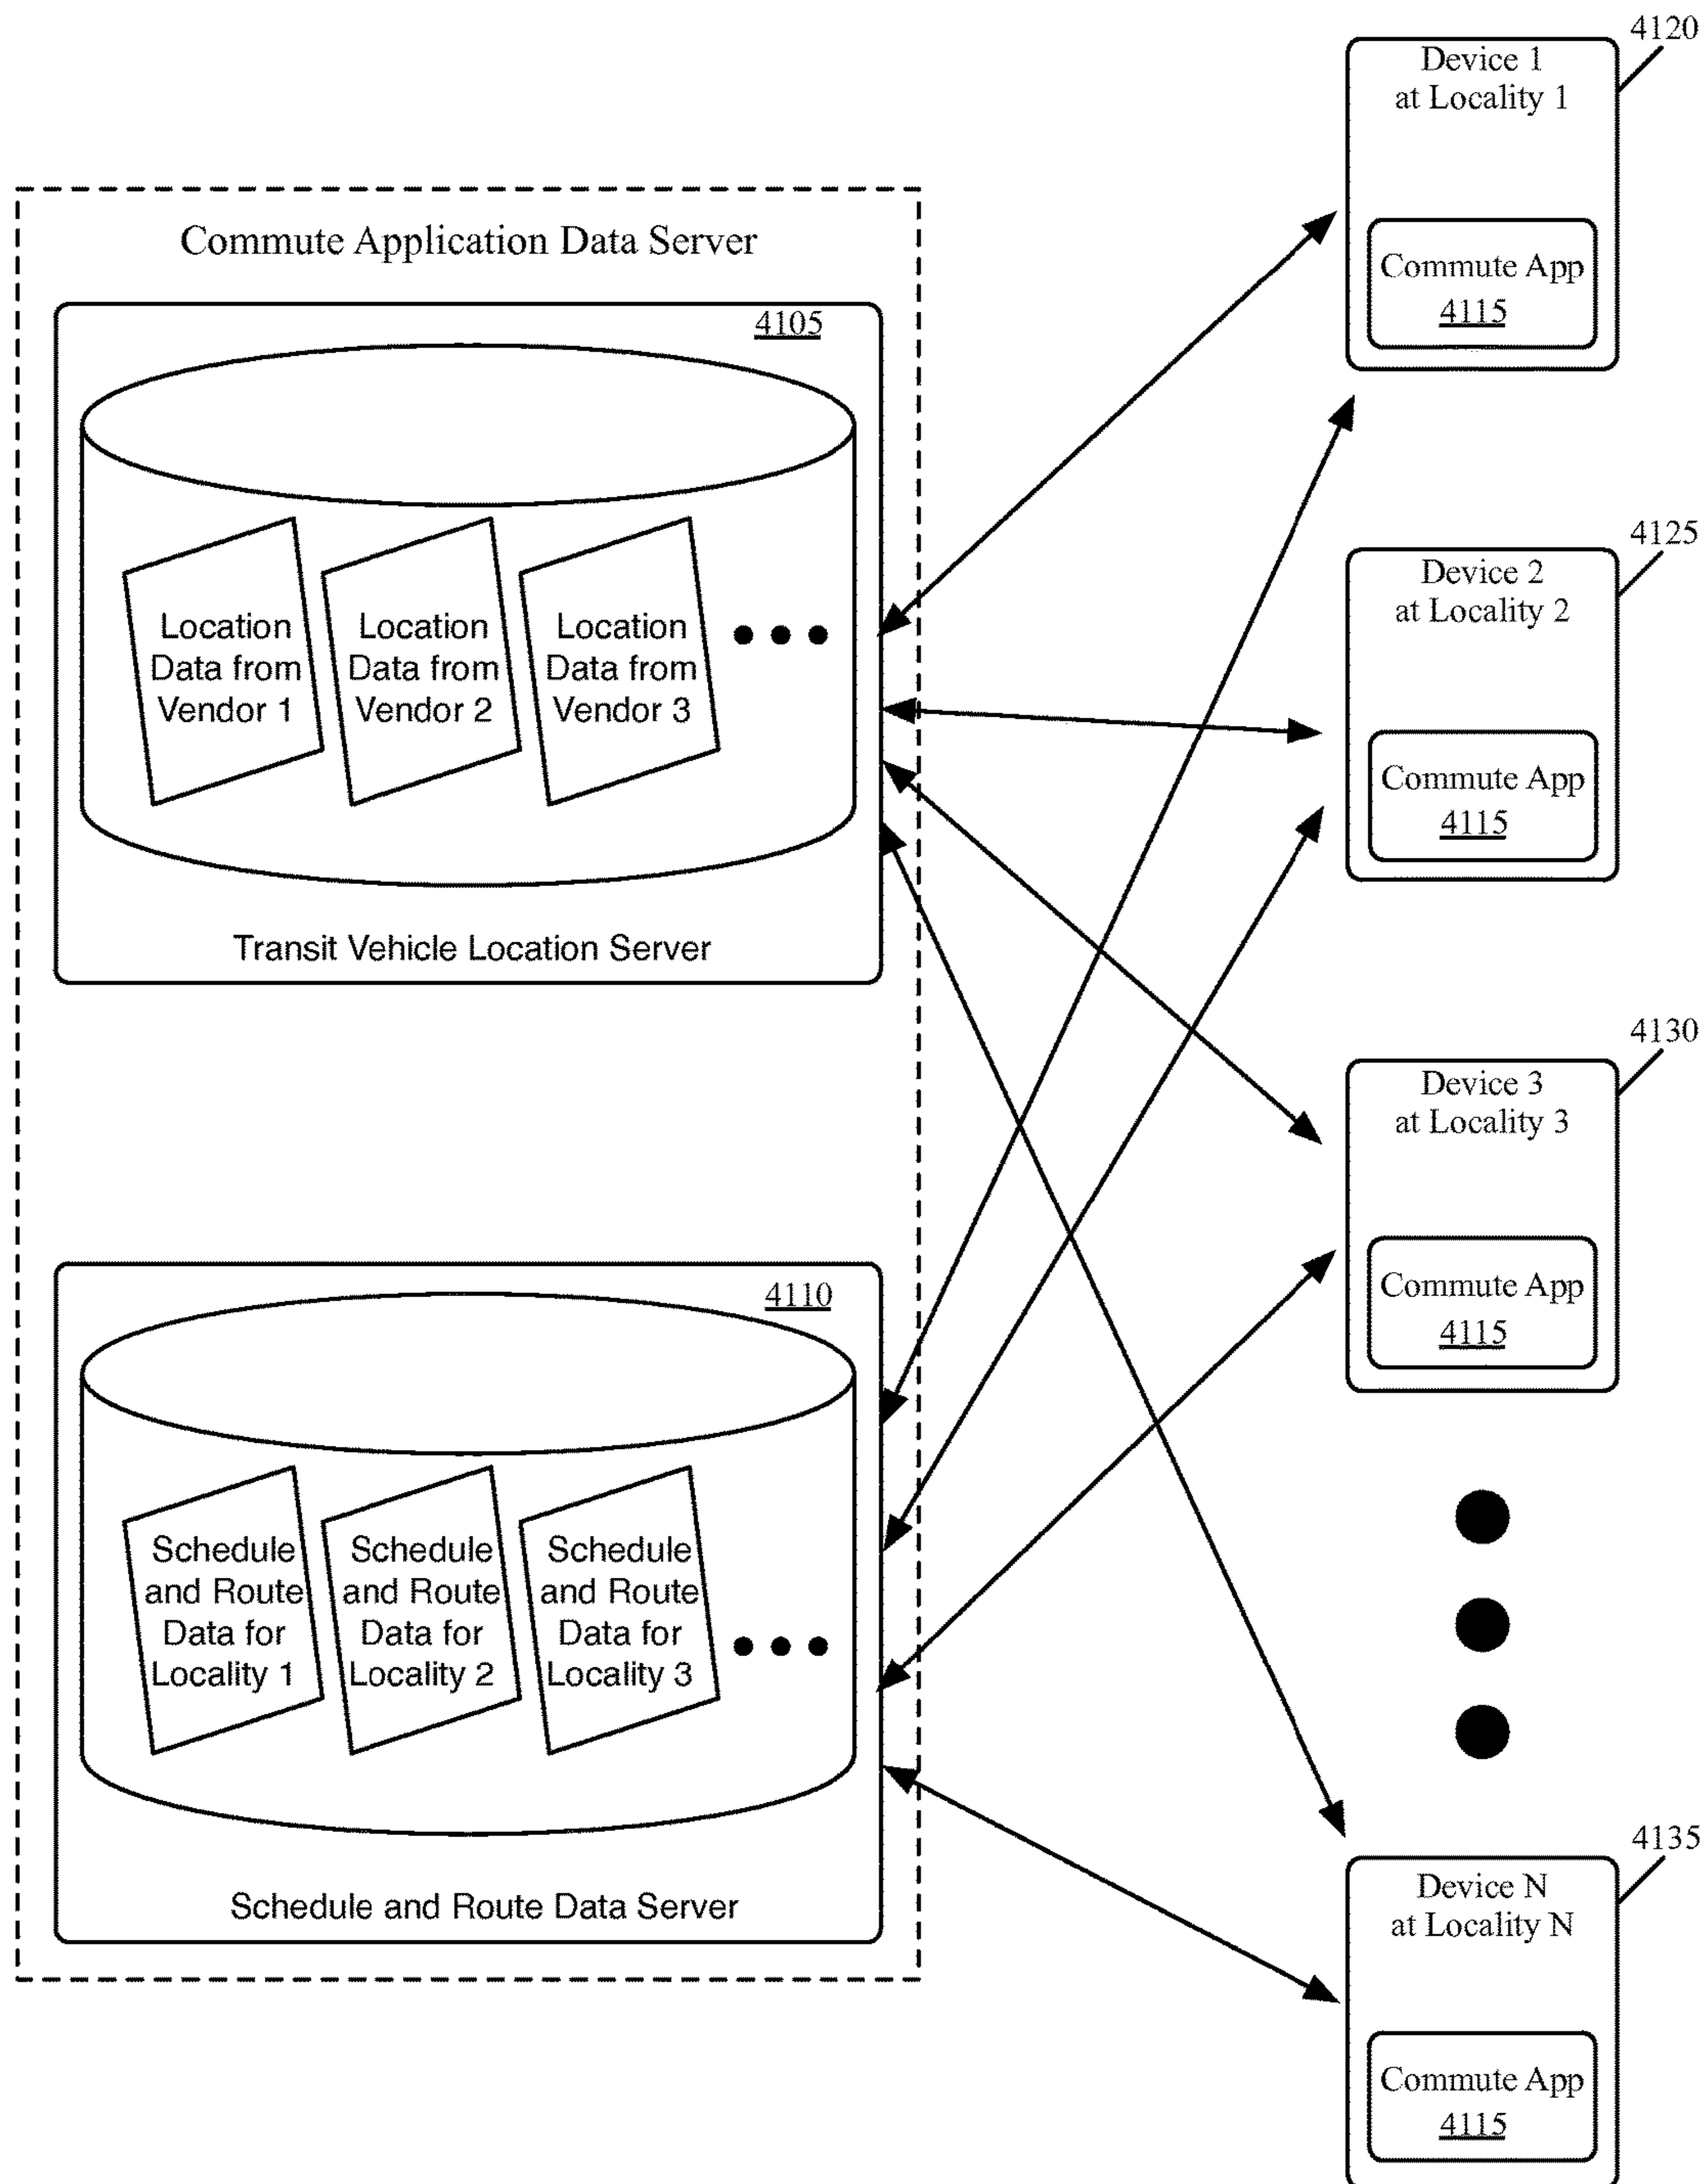 Commute Application Data Server
4105
Location
Data from
Vendor 1
Location
Data from
Vendor 2
Location
Data from
Vendor 3
Transit Vehicle Location Server
4110
Schedule
and Route
Data for
Locality 1
Schedule
and Route
Data for
Locality 2
Schedule
and Route
Data for
Locality 3
Schedule and Route Data Server
4120
Device 1
at Locality 1
Commute App
4115
4125
Device 2
at Locality 2
Commute App
4115
4130
Device 3
at Locality 3
Commute App
4115
4135
Device N
at Locality N
Commute App
4115